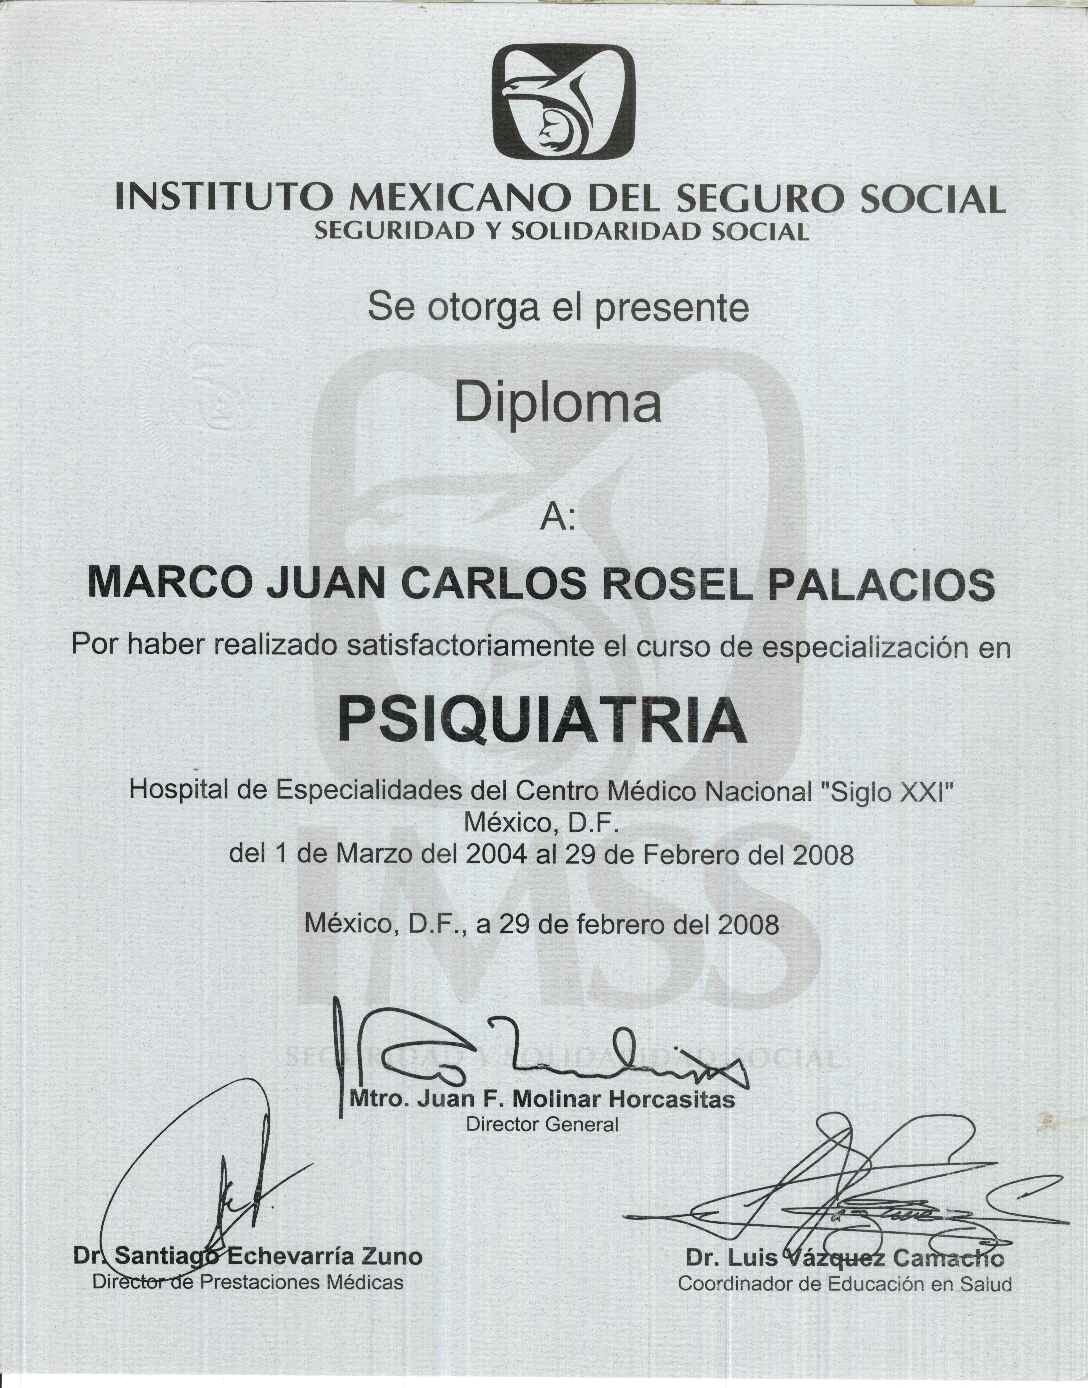 INSTITUTO MEXICANO DEL SEGURO SOCIAL
SEGURIDAD Y SOLIDARIDAD SOCIAL
Se otorga el presente
Diploma
A:
MARCO JUAN CARLOS ROSEL PALACIOS
Por haber realizado satisfactoriamente el curso de especialización en
PSIQUIATRIA
Hospital de Especialidades del Centro Médico Nacional "Siglo XXI"
México, D.F.
del 1 de Marzo del 2004 al 29 de Febrero del 2008
México, D.F., a 29 de febrero del 2008
IMSS
SEGURIDAD Y SOLIDARIDAD SOCIAL
Mtro. Juan F. Molinar Horcasitas
Director General
Dr. Santiago Echevarría Zuno
Director de Prestaciones Médicas
Dr. Luis Vázquez Camacho
Coordinador de Educación en Salud